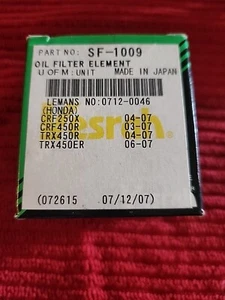 PART NO: SF-1009
OIL FILTER ELEMENT
U OF M: UNIT MADE IN JAPAN
LEMANS NO:0712-0046
(HONDA)
CRF250X 04-07
CRF450R 03-07
TRX450R 04-07
TRX450ER 06-07
(072615 07/12/07)